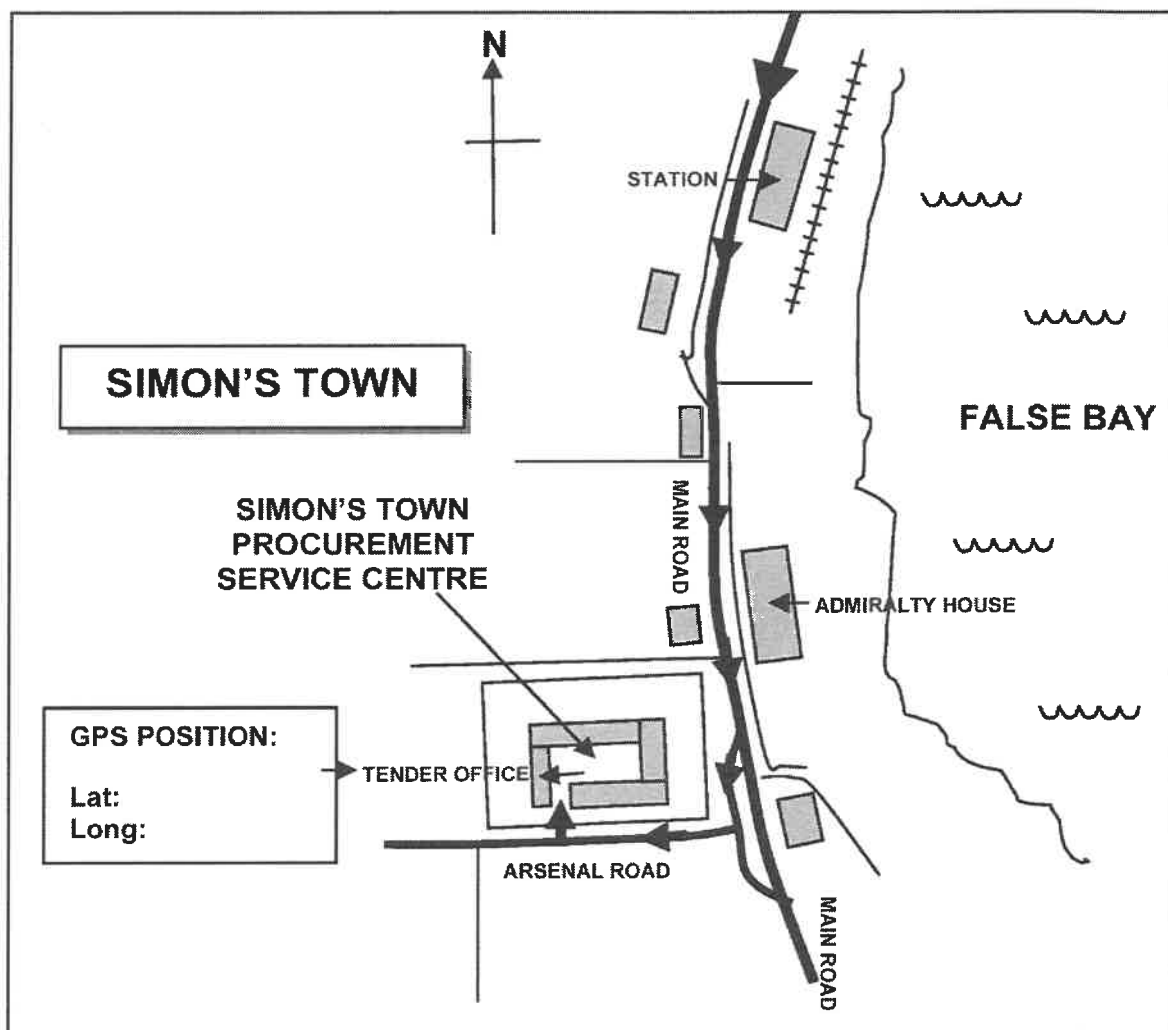 N
STATION
SIMON'S TOWN
FALSE BAY
SIMON'S TOWN
PROCUREMENT
SERVICE CENTRE
MAIN ROAD
ADMIRALTY HOUSE
GPS POSITION:
Lat:
Long:
TENDER OFFICE
ARSENAL ROAD
MAIN ROAD